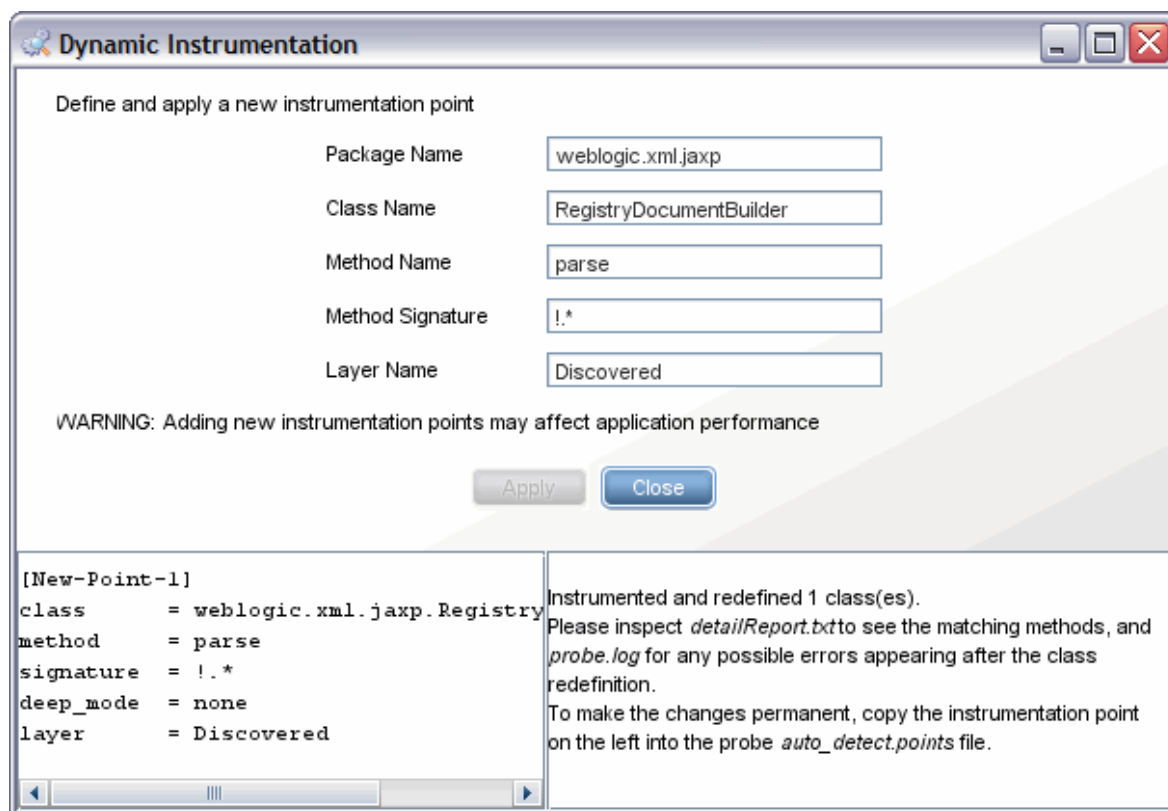 Dynamic Instrumentation
Define and apply a new instrumentation point
Package Name weblogic.xml.jaxp
Class Name RegistryDocumentBuilder
Method Name parse
Method Signature !.*
Layer Name Discovered
WARNING: Adding new instrumentation points may affect application performance
Apply Close
[New-Point-1]
class = weblogic.xml.jaxp.Registry
method = parse
signature = !.*
deep_mode = none
layer = Discovered
Instrumented and redefined 1 class(es).
Please inspect detailReport.txt to see the matching methods, and
probe.log for any possible errors appearing after the class
redefinition.
To make the changes permanent, copy the instrumentation point
on the left into the probe auto_detect.points file.